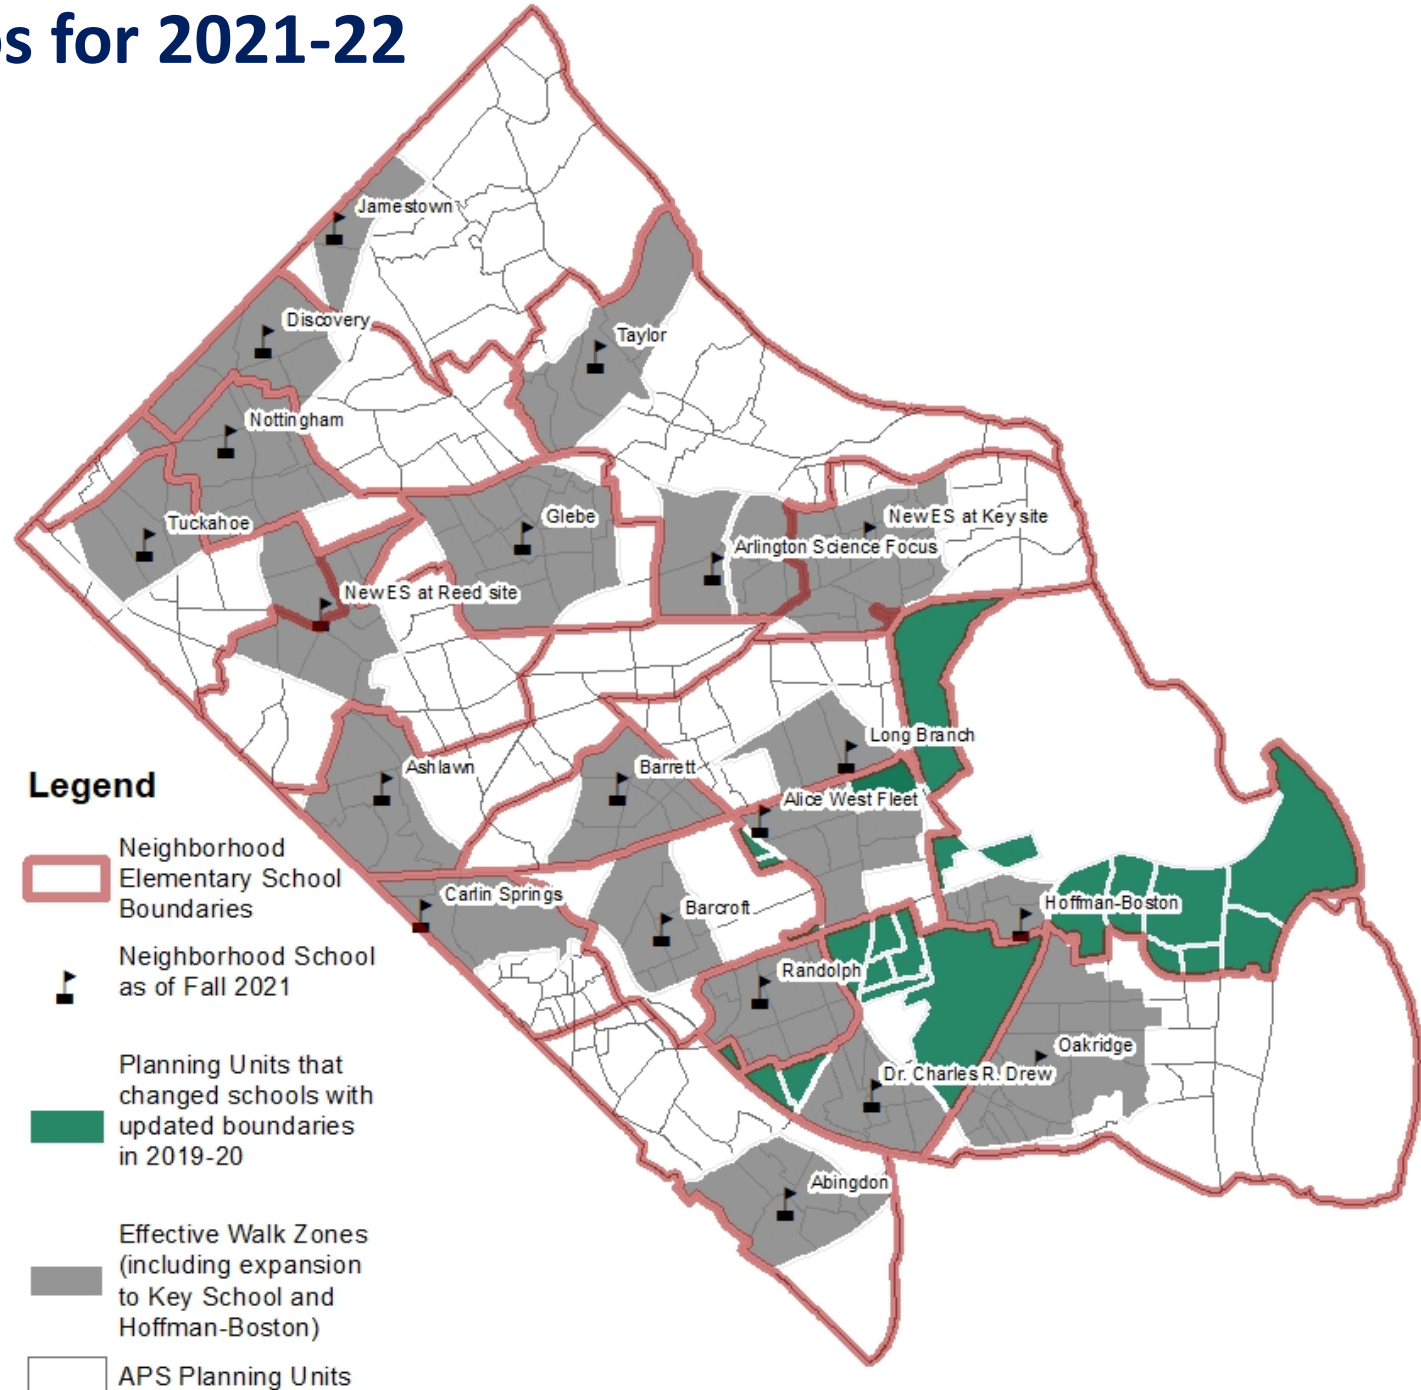 s for 2021-22
Jamestown
Discovery
Taylor
Nottingham
Tuckahoe
Glebe
New ES at Key site
Arlington Science Focus
New ES at Reed site
Long Branch
Ashlawn
Barrett
Alice West Fleet
Carlin Springs
Barcroft
Hoffman-Boston
Randolph
Oakridge
Dr. Charles R. Drew
Abingdon
Legend
Neighborhood
Elementary School
Boundaries
Neighborhood School
as of Fall 2021
Planning Units that
changed schools with
updated boundaries
in 2019-20
Effective Walk Zones
(including expansion
to Key School and
Hoffman-Boston)
APS Planning Units